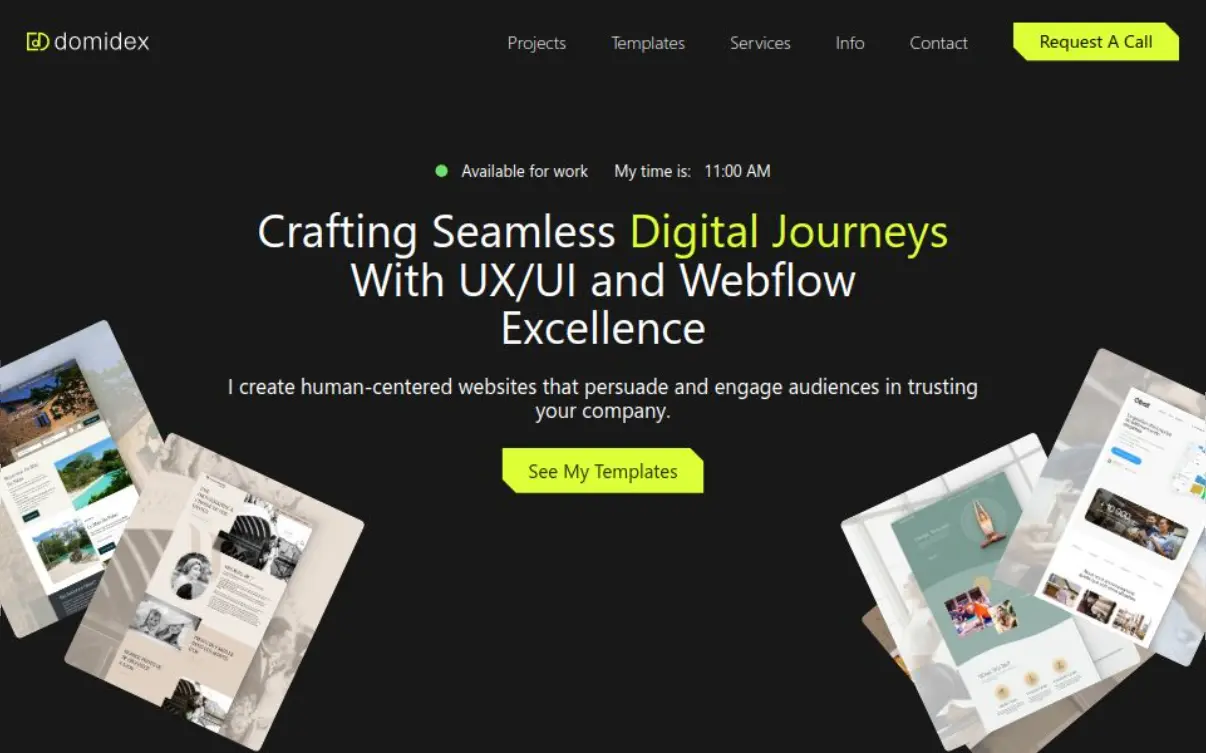 domidex
Projects
Templates
Services
Info
Contact
Request A Call
Available for work
My time is: 11:00 AM
Crafting Seamless Digital Journeys
With UX/UI and Webflow
Excellence
I create human-centered websites that persuade and engage audiences in trusting
your company.
See My Templates